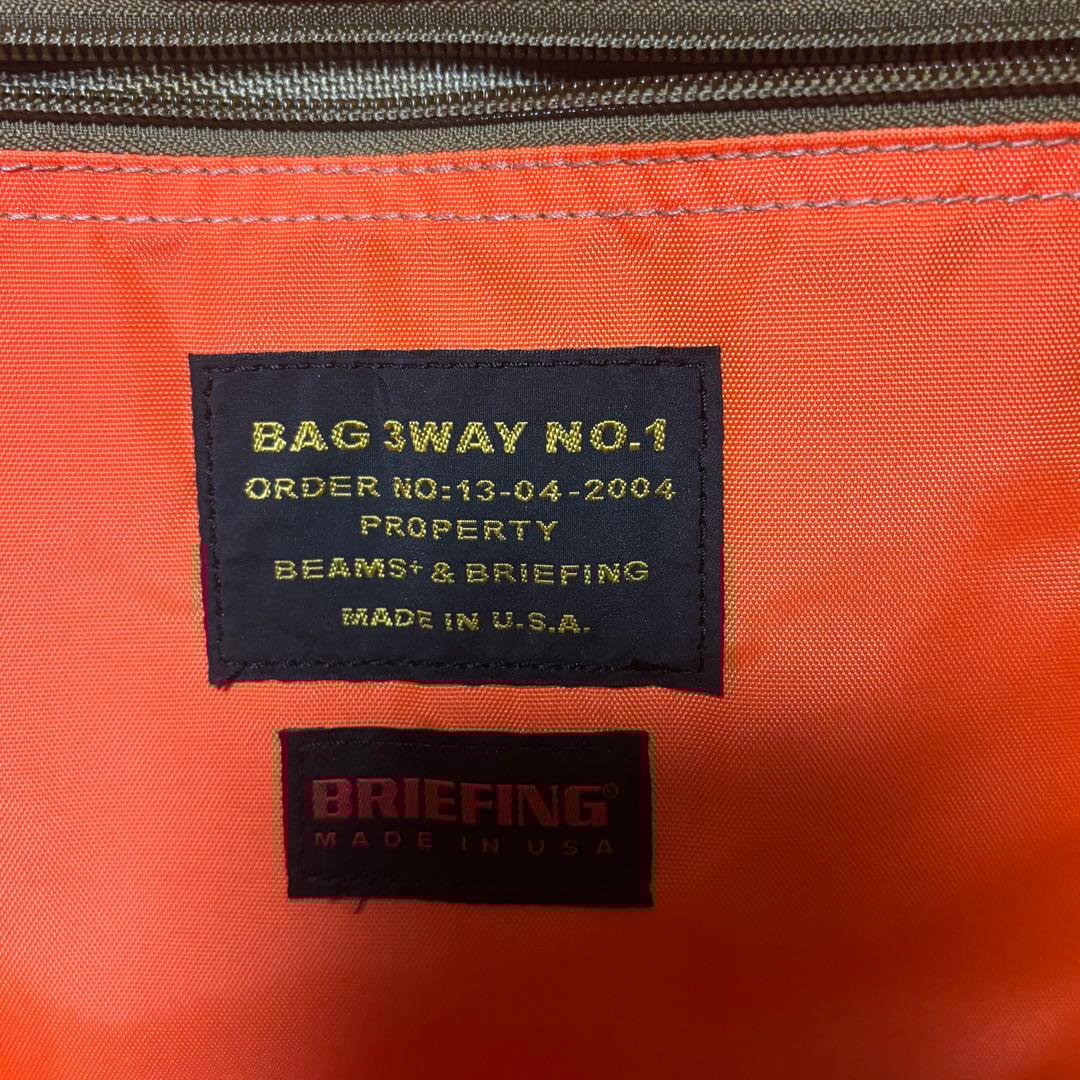 BAG 3WAY NO.1
ORDER NO:13-04-2004
PROPERTY
BEAMS+ & BRIEFING
MADE IN U.S.A.
BRIEFING®
MADE IN USA